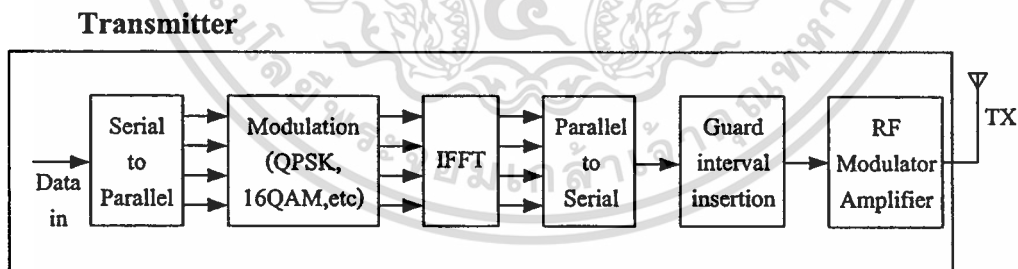 Transmitter
Data
in
Serial
to
Parallel
Modulation
(QPSK,
16QAM,etc)
IFFT
Parallel
to
Serial
Guard
interval
insertion
RF
Modulator
Amplifier
TX